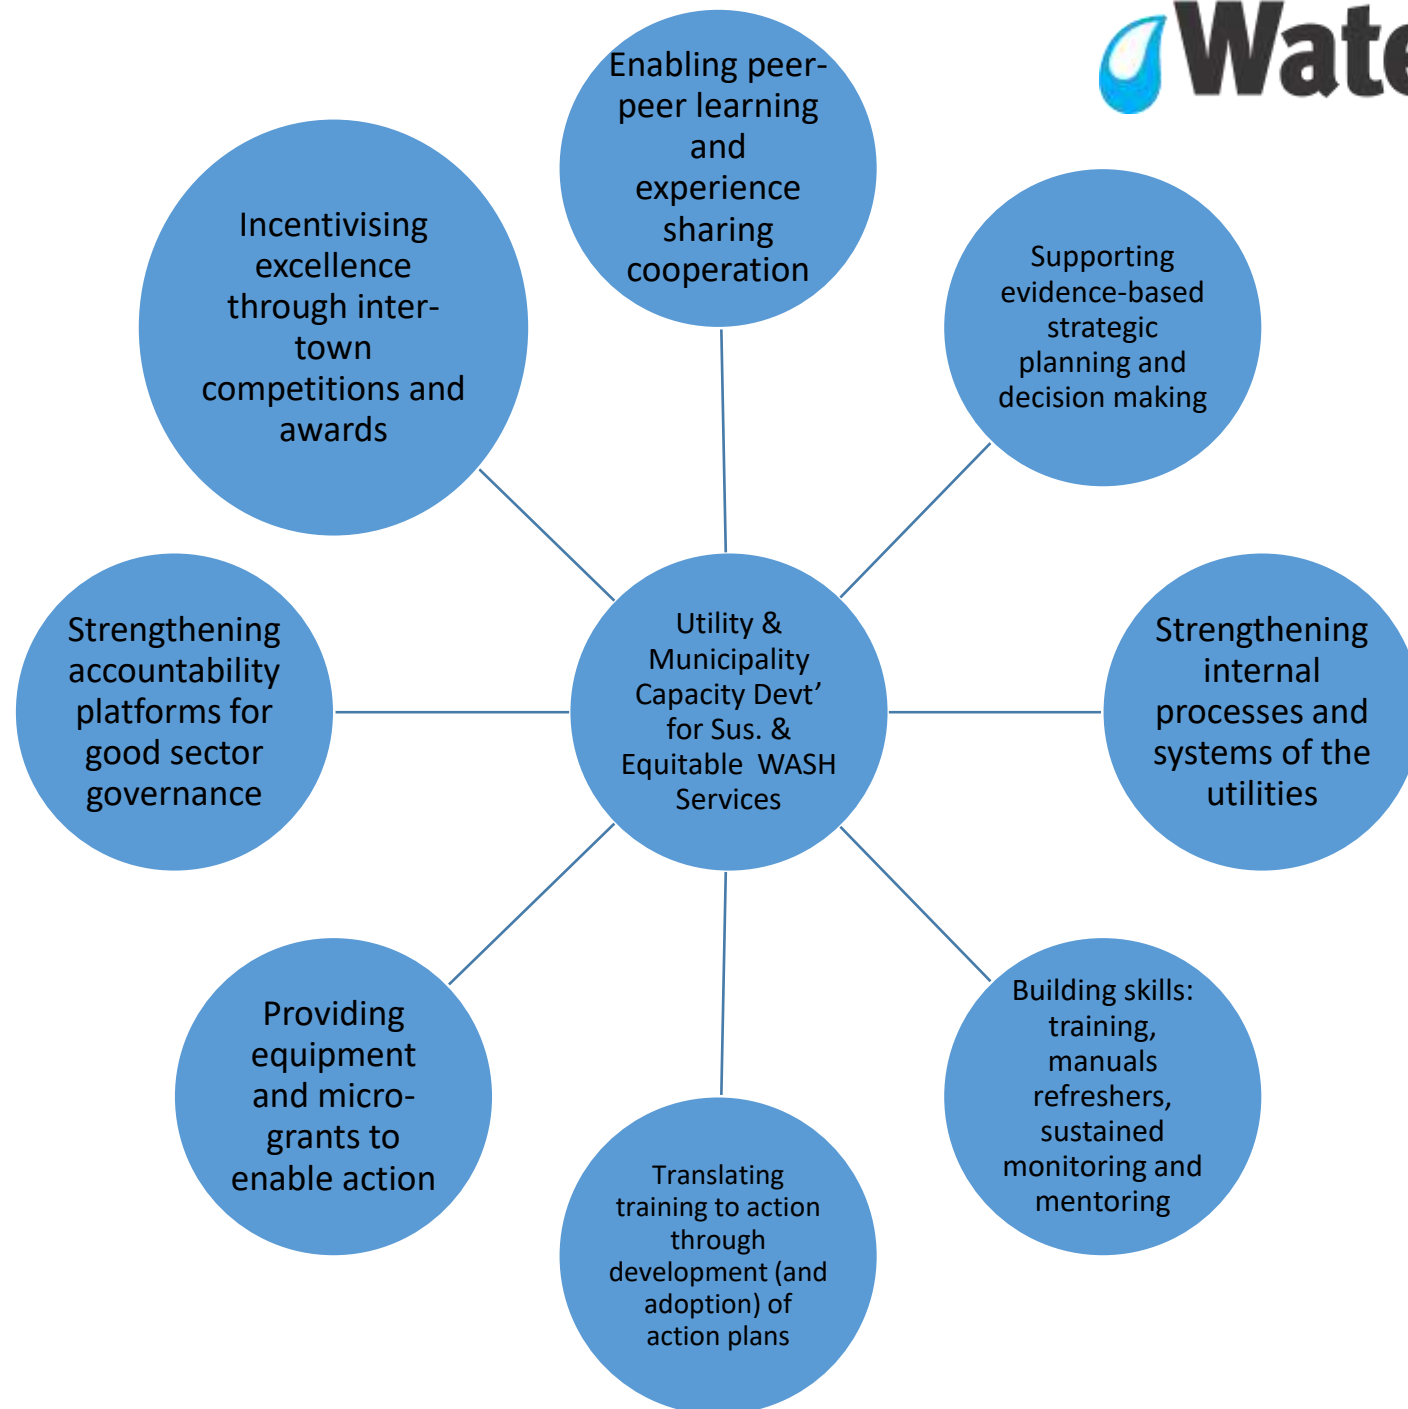 Wate
Enabling peer-
peer learning
and
experience
sharing
cooperation
Supporting
evidence-based
strategic
planning and
decision making
Strengthening
internal
processes and
systems of the
utilities
Building skills:
training,
manuals
refreshers,
sustained
monitoring and
mentoring
Translating
training to action
through
development (and
adoption) of
action plans
Providing
equipment
and micro-
grants to
enable action
Strengthening
accountability
platforms for
good sector
governance
Incentivising
excellence
through inter-
town
competitions and
awards
Utility &
Municipality
Capacity Devt’
for Sus. &
Equitable WASH
Services